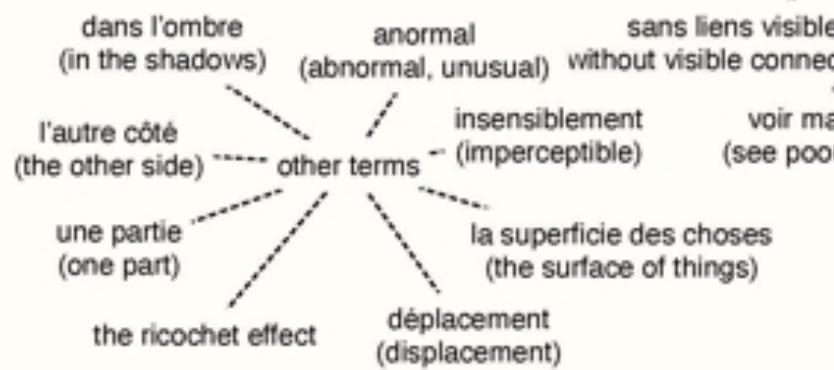 dans l'ombre
(in the shadows)
anormal
(abnormal, unusual)
sans liens visible
without visible connec
l'autre côté
(the other side)
other terms
insensiblement
(imperceptible)
voir ma
(see poo
une partie
(one part)
la superficie des choses
(the surface of things)
the ricochet effect
déplacement
(displacement)